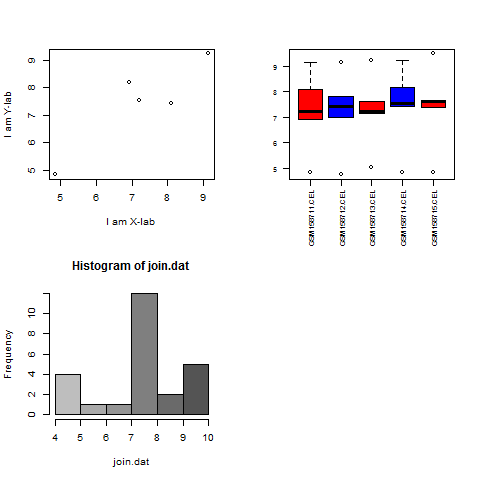 I am Y-lab
5 6 7 8 9
5 6 7 8 9
I am X-lab
5 6 7 8 9
GSM158711.CEL
GSM158712.CEL
GSM158713.CEL
GSM158714.CEL
GSM158715.CEL
Histogram of join.dat
Frequency
0 2 4 6 8 10
4 5 6 7 8 9 10
join.dat